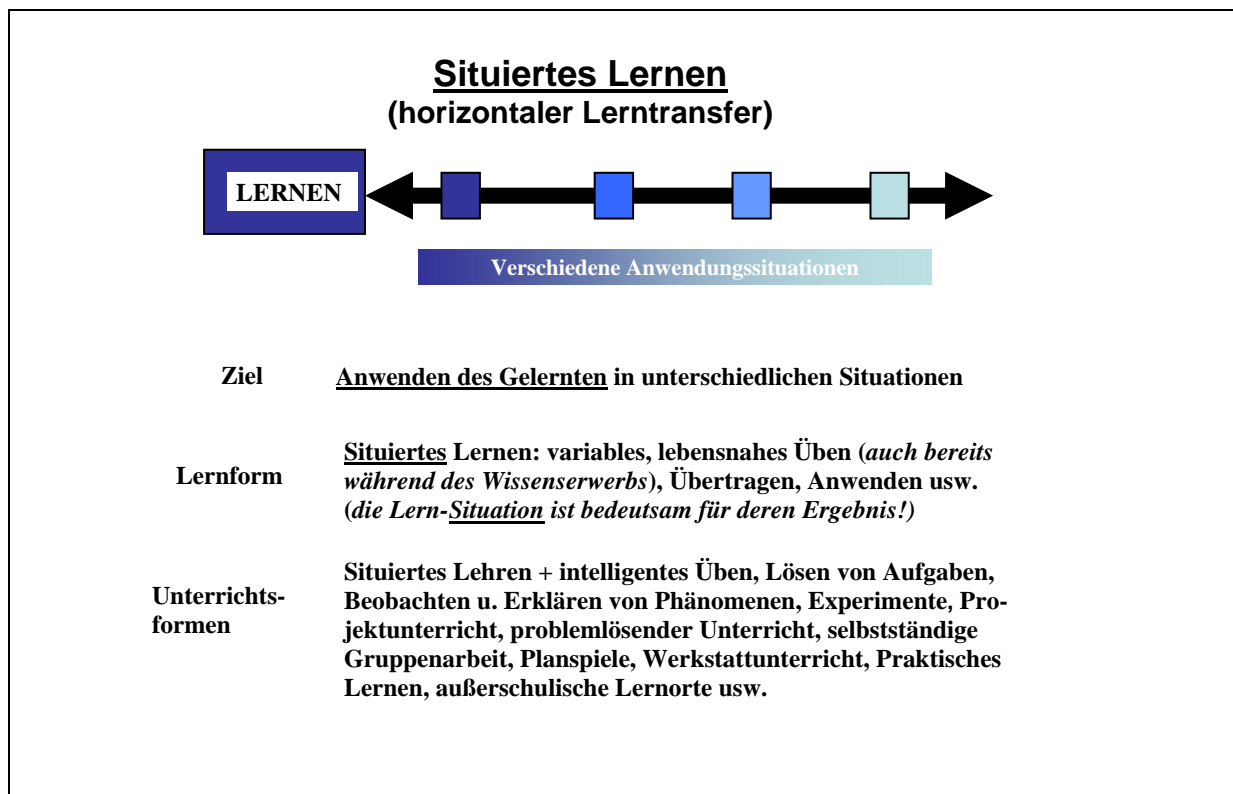 Situiertes Lernen
(horizontaler Lerntransfer)
LERNEN
Verschiedene Anwendungssituationen
Ziel
Anwenden des Gelernten in unterschiedlichen Situationen
Lernform
Situiertes Lernen: variables, lebensnahes Üben (auch bereits
während des Wissenserwerbs), Übertragen, Anwenden usw.
(die Lern-Situation ist bedeutsam für deren Ergebnis!)
Unterrichts-
formen
Situiertes Lehren + intelligentes Üben, Lösen von Aufgaben,
Beobachten u. Erklären von Phänomenen, Experimente, Pro-
jektunterricht, problemlösender Unterricht, selbstständige
Gruppenarbeit, Planspiele, Werkstattunterricht, Praktisches
Lernen, außerschulische Lernorte usw.